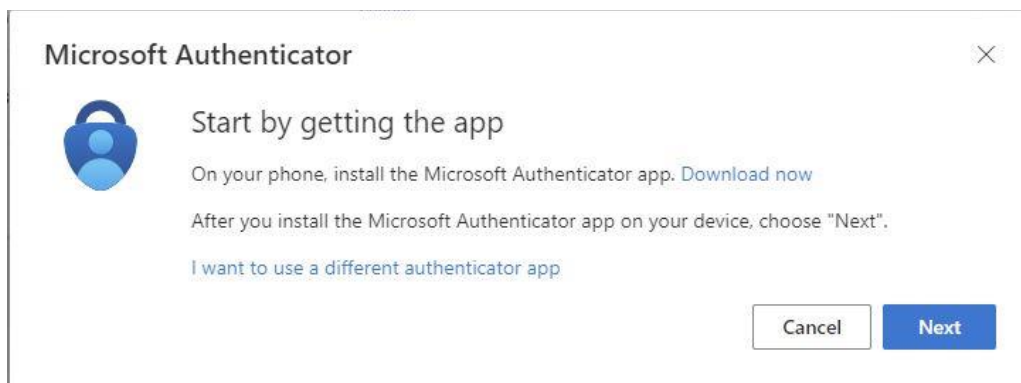 Microsoft Authenticator
Start by getting the app
On your phone, install the Microsoft Authenticator app. Download now
After you install the Microsoft Authenticator app on your device, choose "Next".
I want to use a different authenticator app
Cancel Next